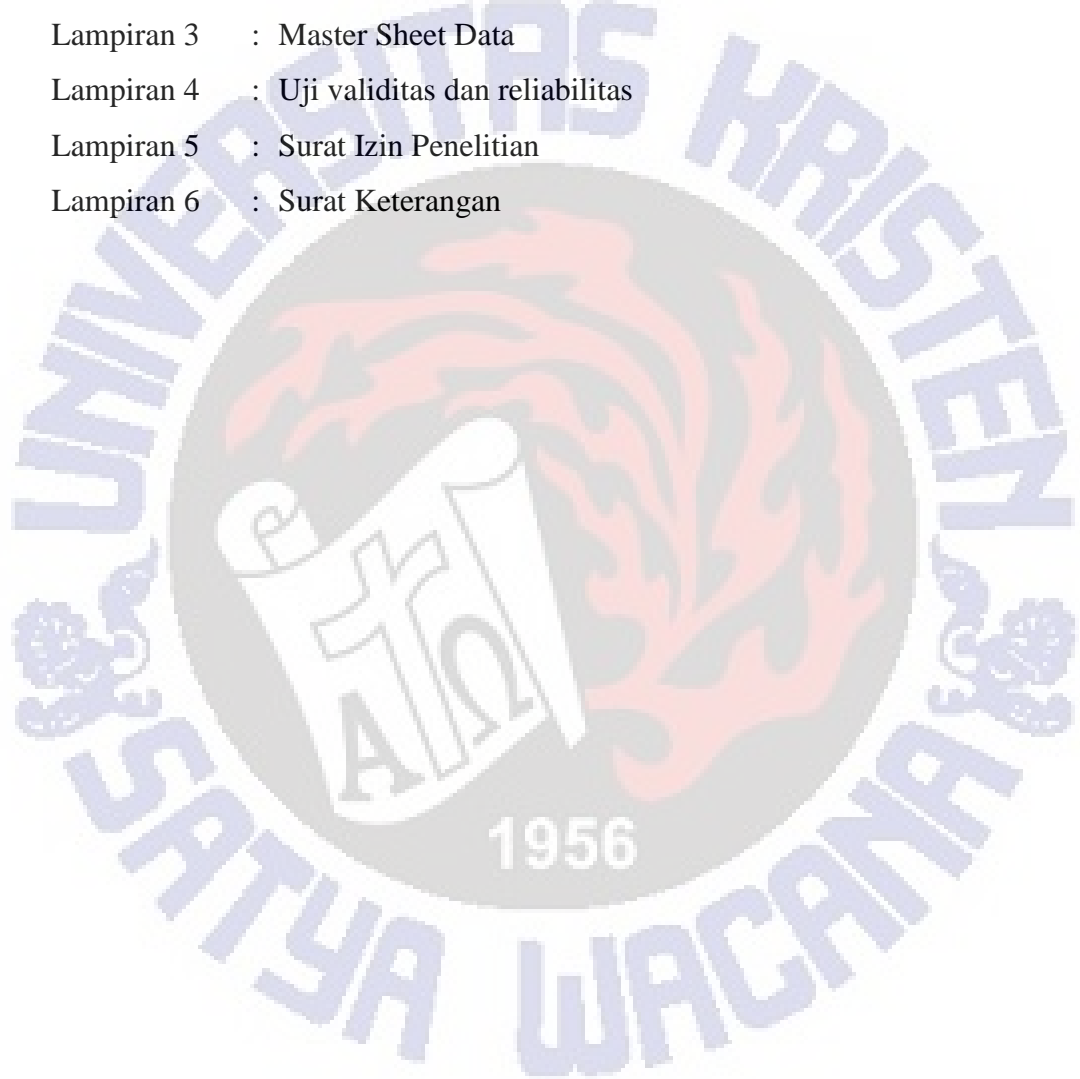 Lampiran 3 : Master Sheet Data
Lampiran 4 : Uji validitas dan reliabilitas
Lampiran 5 : Surat Izin Penelitian
Lampiran 6 : Surat Keterangan
UNIVERSITAS KRISTEN
A Ω
1956
SATYA WACANA